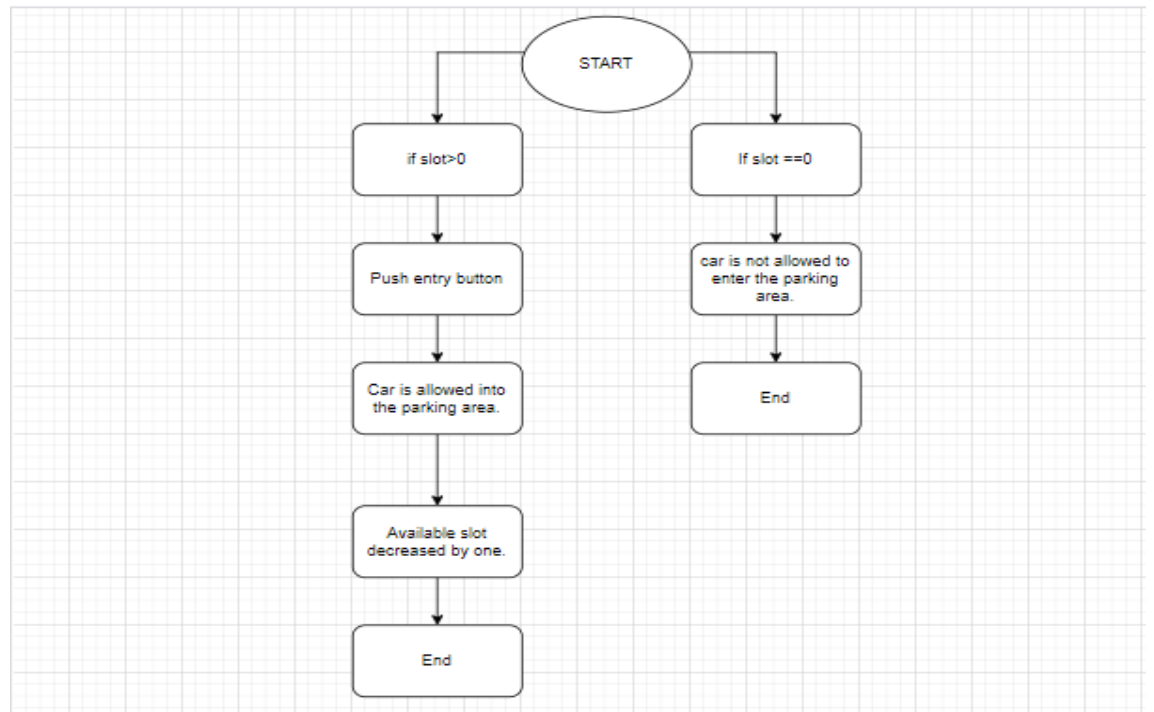 START
if slot>0
If slot ==0
Push entry button
car is not allowed to
enter the parking
area.
Car is allowed into
the parking area.
End
Available slot
decreased by one.
End